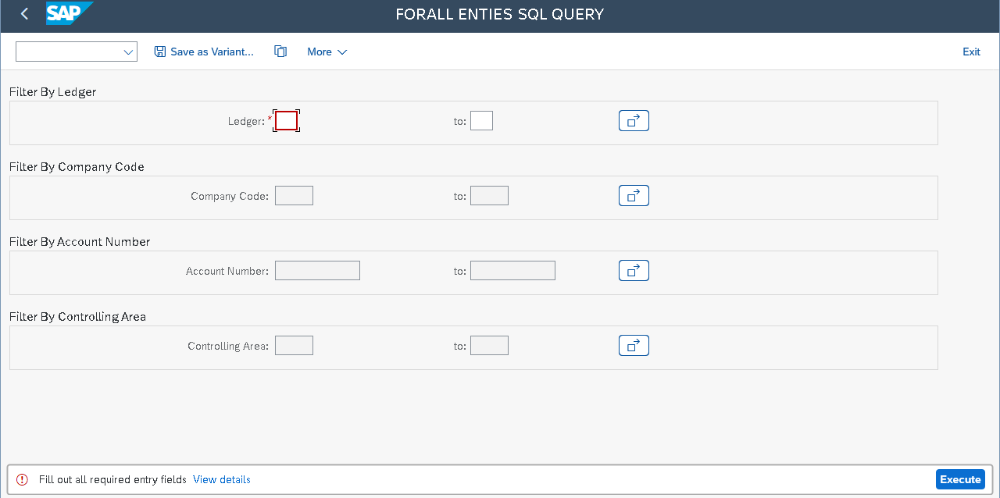 SAP FORALL ENTIES SQL QUERY
Save as Variant... More Exit
Filter By Ledger
Ledger: * to:
Filter By Company Code
Company Code: to:
Filter By Account Number
Account Number: to:
Filter By Controlling Area
Controlling Area: to:
Fill out all required entry fields View details Execute